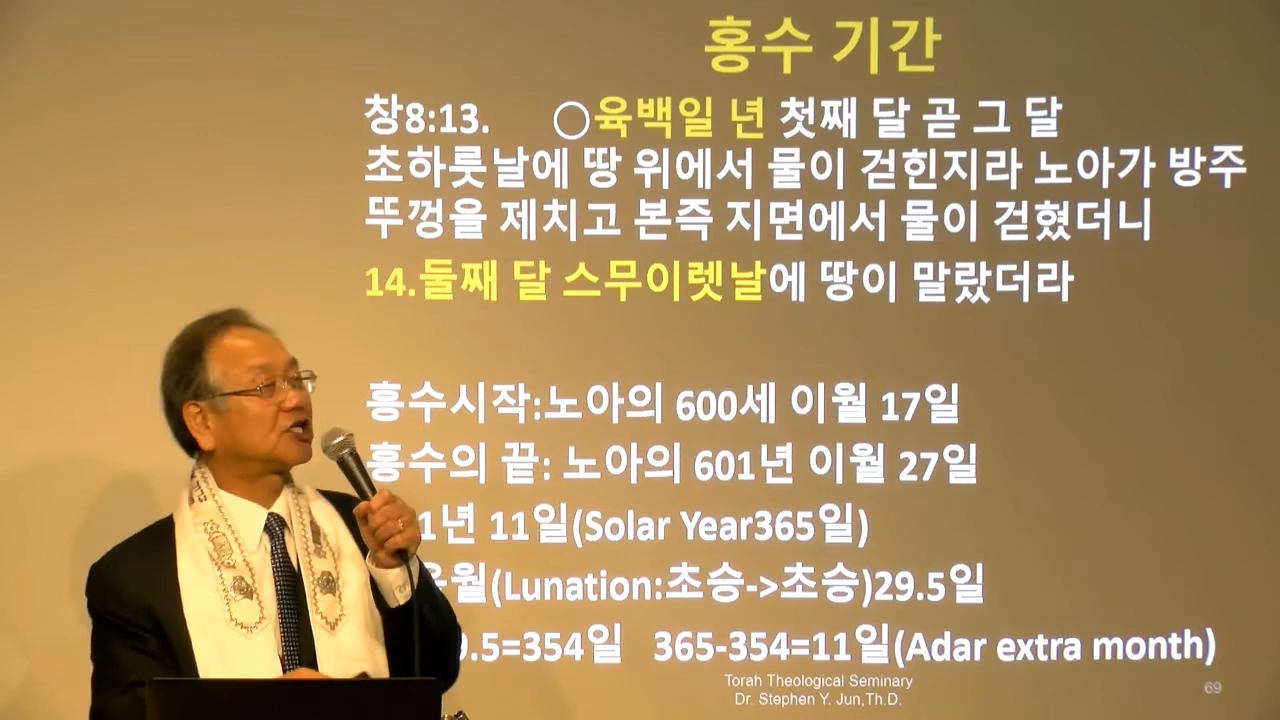 홍수 기간
창8:13. ○육백일 년 첫째 달 곧 그 달
초하룻날에 땅 위에서 물이 걷힌지라 노아가 방주
뚜껑을 제치고 본즉 지면에서 물이 걷혔더니
14.둘째 달 스무이렛날에 땅이 말랐더라
홍수시작:노아의 600세 이월 17일
홍수의 끝: 노아의 601년 이월 27일
1년 11일(Solar Year365일)
(Lunation:초승->초승)29.5일
9.5=354일 365-354=11일(Adar extra month)
Torah Theological Seminary
Dr. Stephen Y. Jun,Th.D.
69